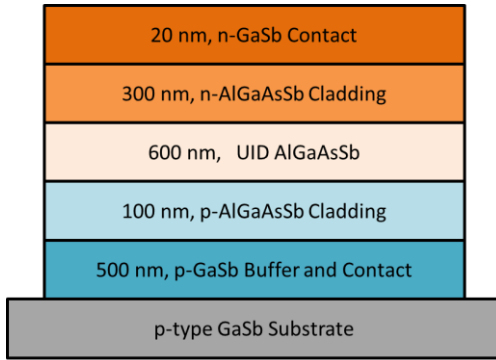 20 nm, n-GaSb Contact
300 nm, n-AlGaAsSb Cladding
600 nm, UID AlGaAsSb
100 nm, p-AlGaAsSb Cladding
500 nm, p-GaSb Buffer and Contact
p-type GaSb Substrate